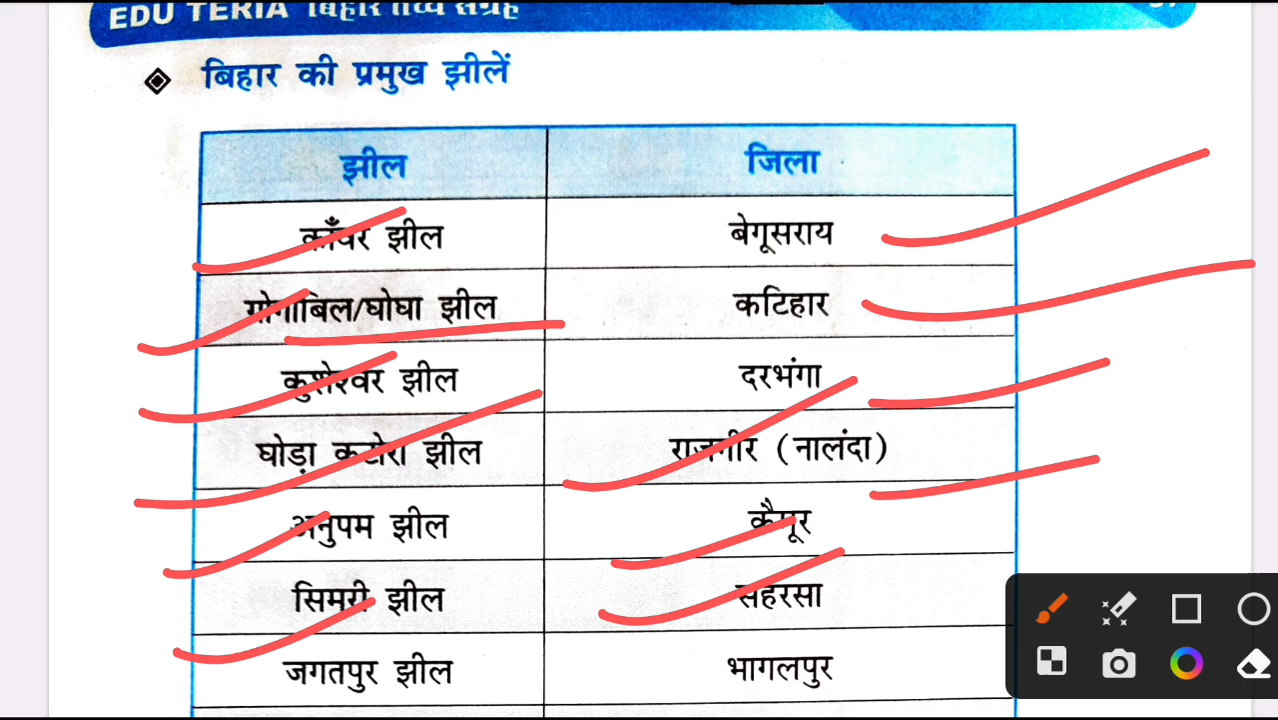 EDU TERIA बिहार तथ्य संग्रह
बिहार की प्रमुख झीलें
झील जिला
काँवर झील बेगूसराय
गोगाबिल/घोघा झील कटिहार
कुशेश्वर झील दरभंगा
घोड़ा कटोरा झील राजगीर (नालंदा)
अनुपम झील कैमूर
सिमरी झील सहरसा
जगतपुर झील भागलपुर